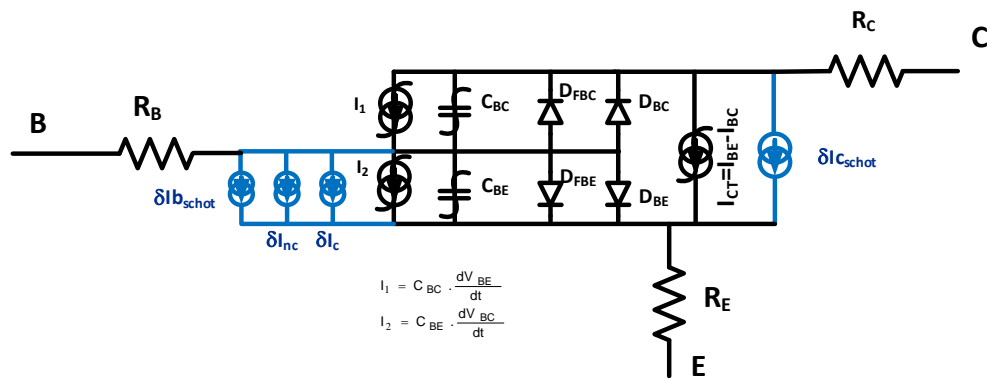 R_C
C
B
R_B
I_1
C_BC
D_FBC
D_BC
I_CT=I_BE-I_BC
δIc_schot
I_2
C_BE
D_FBE
D_BE
δIb_schot
δI_nc
δI_c
I_1 = C_BC . dV_BE/dt
I_2 = C_BE . dV_BC/dt
R_E
E